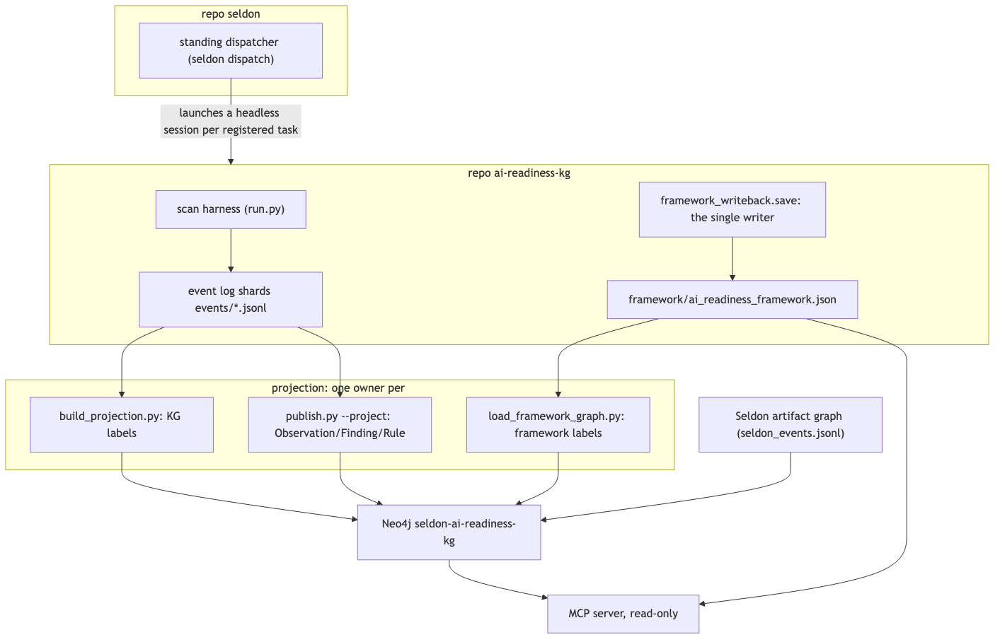 repo seldon
standing dispatcher
(seldon dispatch)
launches a headless
session per registered task
repo ai-readiness-kg
scan harness (run.py)
framework_writeback.save:
the single writer
event log shards
events/*.jsonl
framework/ai_readiness_framework.json
projection: one owner per
build_projection.py: KG
labels
publish.py --project:
Observation/Finding/Rule
load_framework_graph.py:
framework labels
Seldon artifact graph
(seldon_events.jsonl)
Neo4j seldon-ai-readiness-
kg
MCP server, read-only